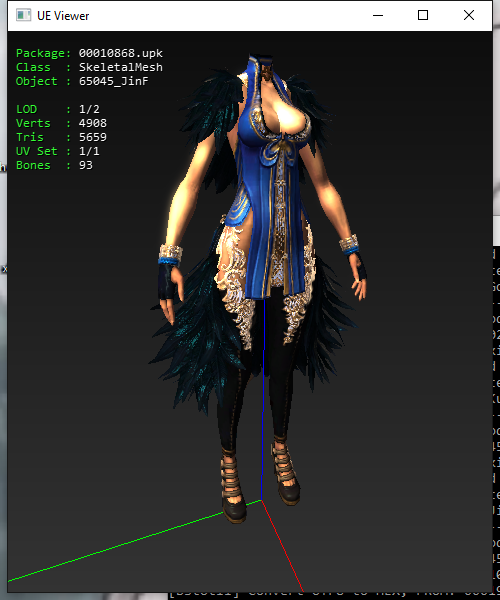 UE Viewer
Package: 00010868.upk
Class : SkeletalMesh
Object : 65045_JinF
LOD : 1/2
Verts : 4908
Tris : 5659
UV Set : 1/1
Bones : 93